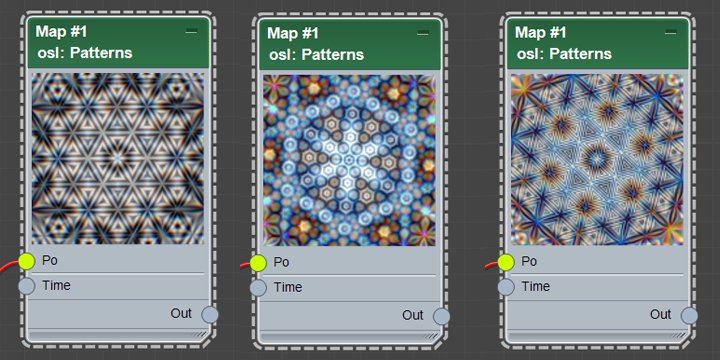 Map #1
osl: Patterns
Po
Time
Out
Map #1
osl: Patterns
Po
Time
Out
Map #1
osl: Patterns
Po
Time
Out